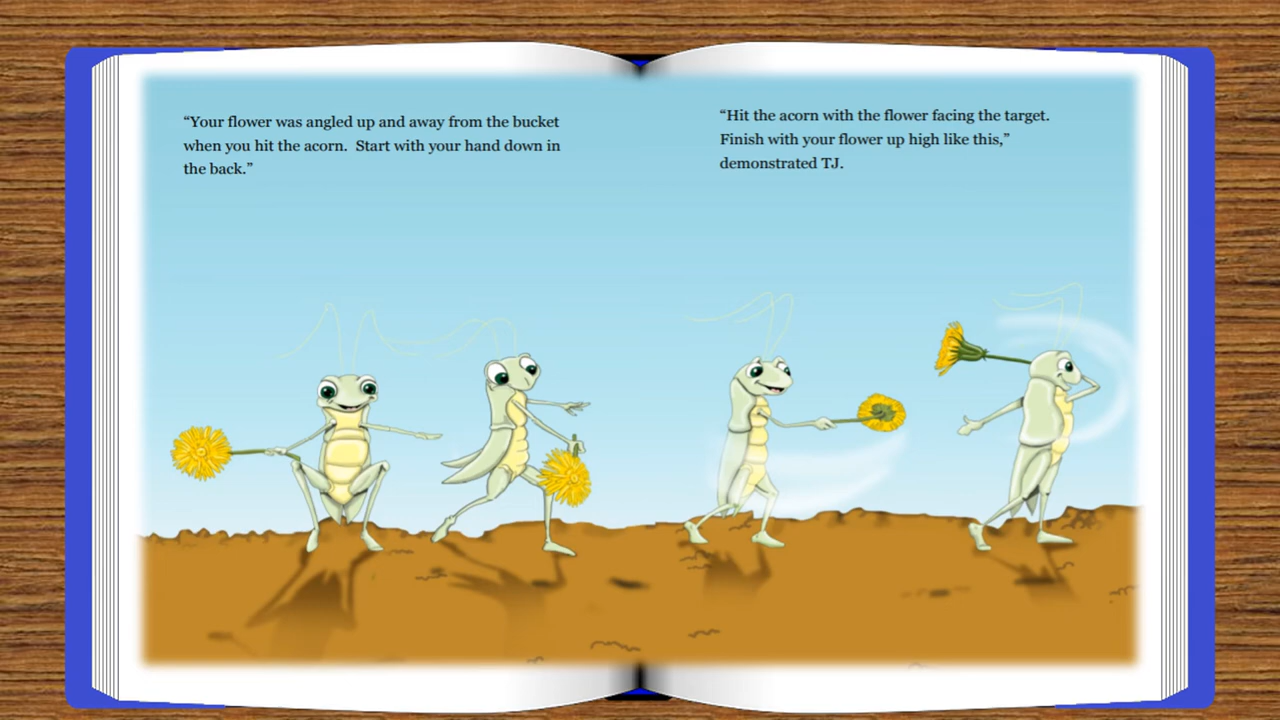 “Your flower was angled up and away from the bucket
when you hit the acorn.  Start with your hand down in
the back.”
“Hit the acorn with the flower facing the target.
Finish with your flower up high like this,”
demonstrated TJ.